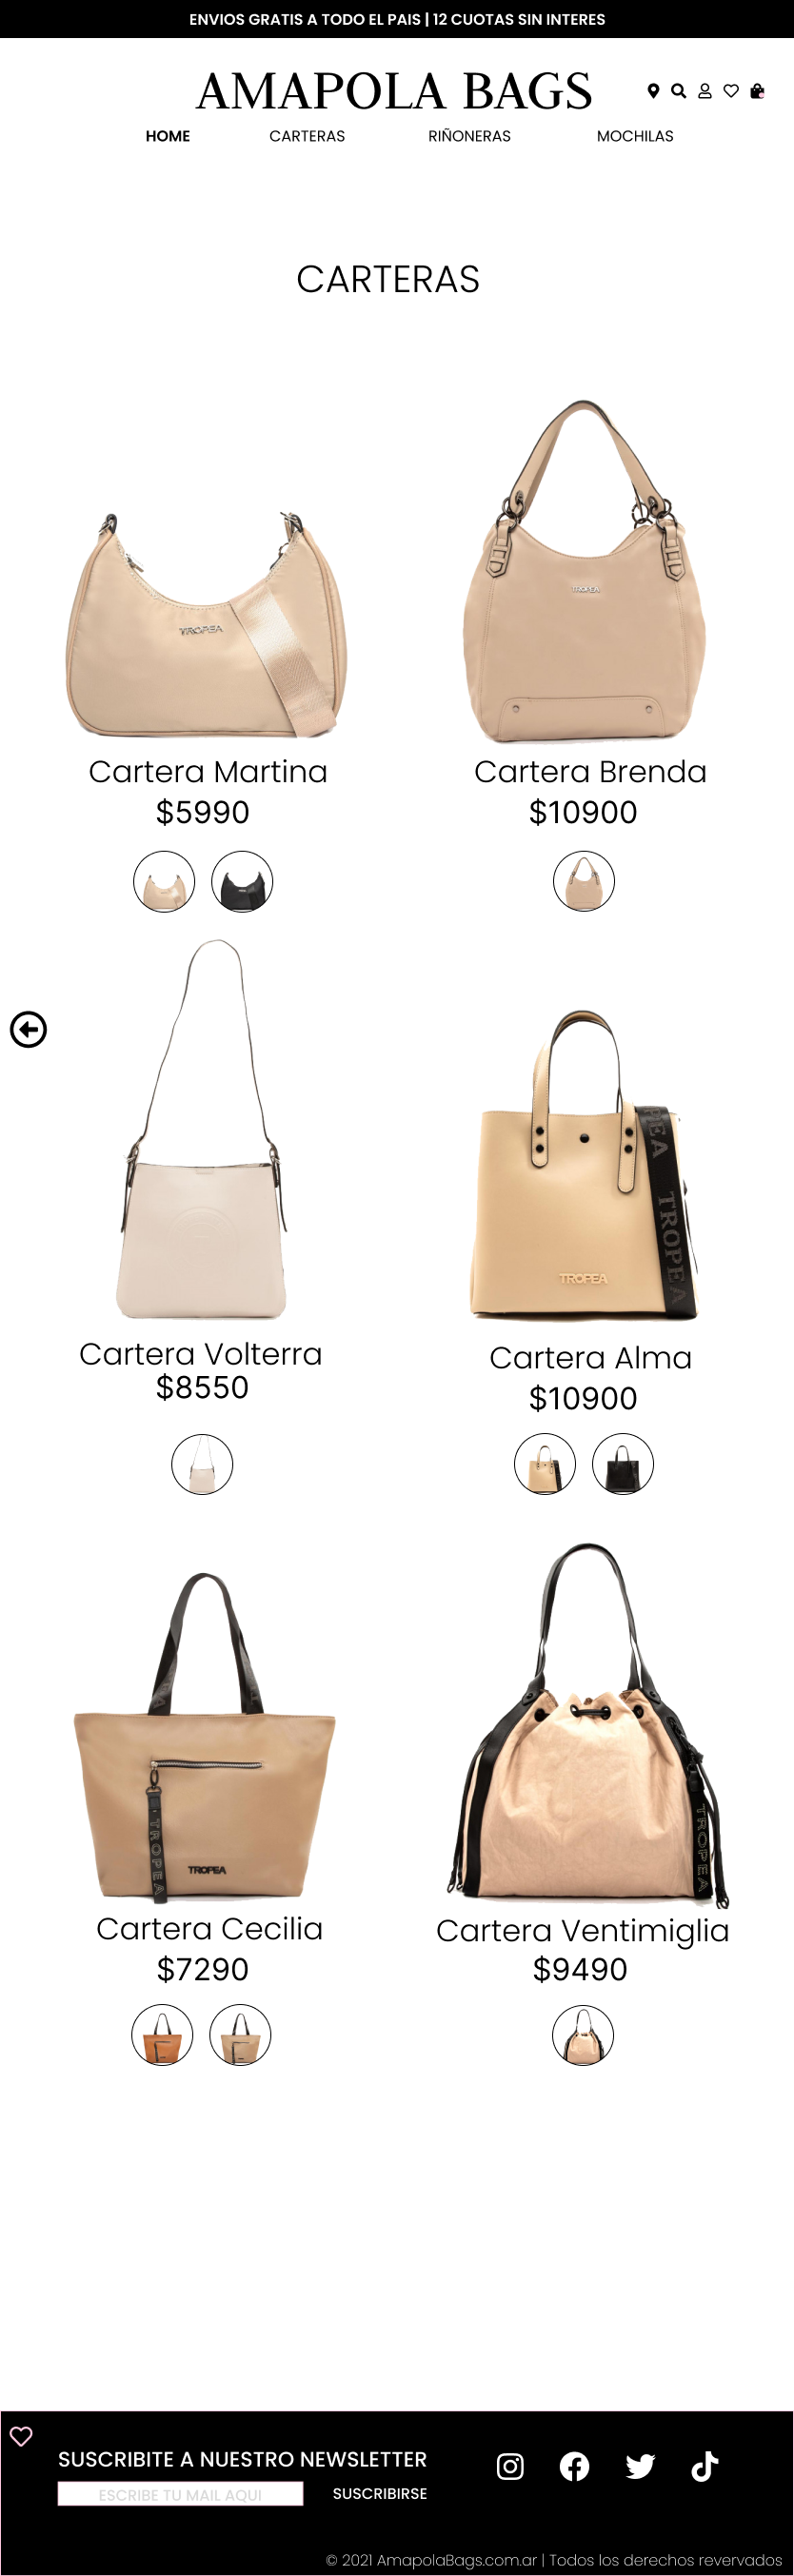 ENVIOS GRATIS A TODO EL PAIS | 12 CUOTAS SIN INTERES
AMAPOLA BAGS
HOME CARTERAS RIÑONERAS MOCHILAS
CARTERAS
TROPEA
TROPEA
Cartera Martina
$5990
Cartera Brenda
$10900
PEA
TROPEA
TROPEA
Cartera Volterra
$8550
Cartera Alma
$10900
TROPEA
TROPEA
TROPEA
Cartera Cecilia
$7290
Cartera Ventimiglia
$9490
SUSCRIBITE A NUESTRO NEWSLETTER
ESCRIBE TU MAIL AQUI
SUSCRIBIRSE
© 2021 AmapolaBags.com.ar | Todos los derechos revervados